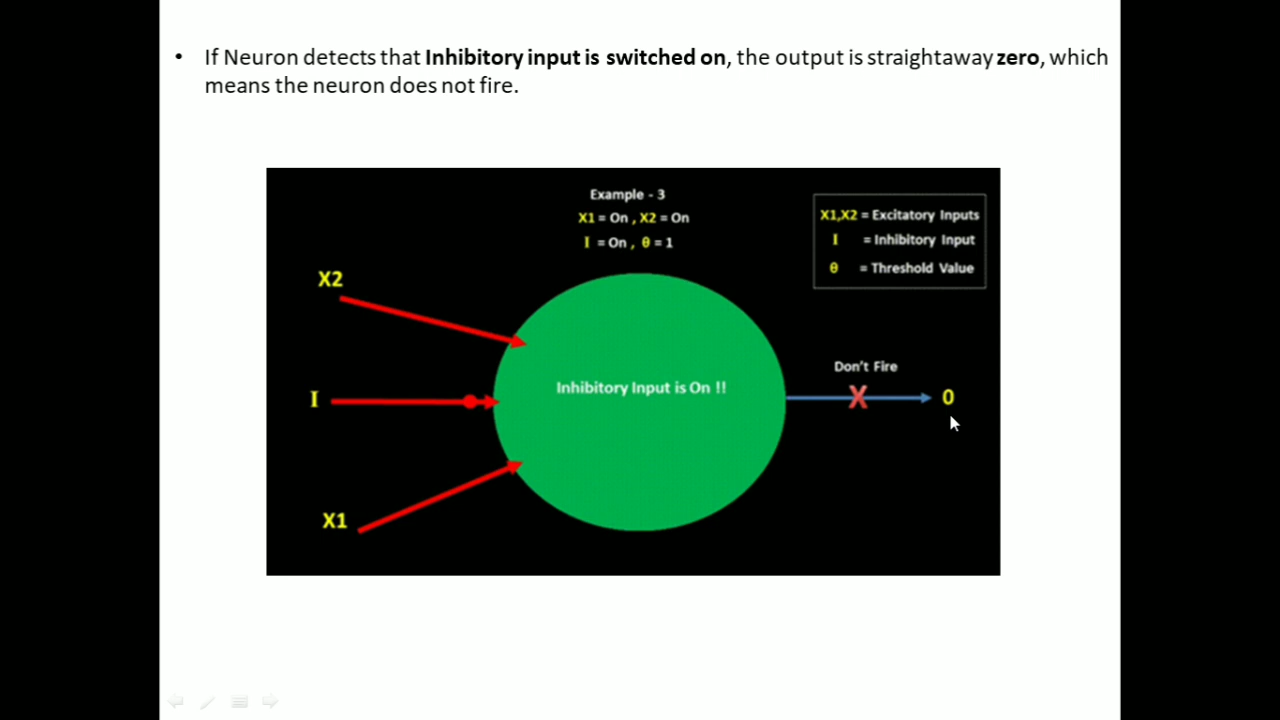 • If Neuron detects that Inhibitory input is switched on, the output is straightaway zero, which
means the neuron does not fire.
Example - 3
X1 = On , X2 = On
I = On , θ = 1
X1,X2 = Excitatory Inputs
I = Inhibitory Input
θ = Threshold Value
X2
I
X1
Inhibitory Input is On !!
Don't Fire
X
0